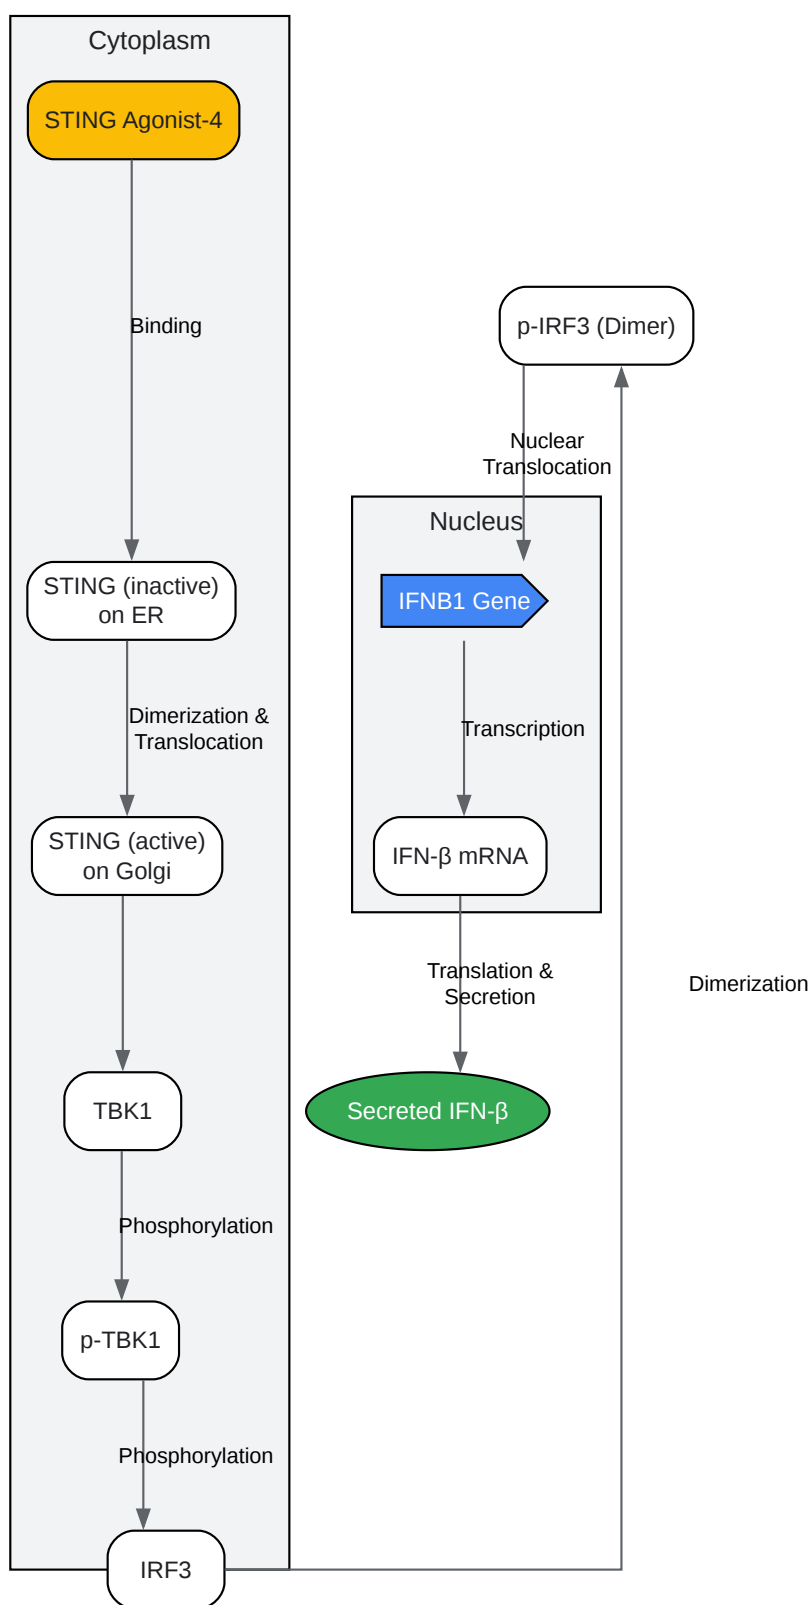 Cytoplasm
STING Agonist-4
Binding
STING (inactive)
on ER
Dimerization &
Translocation
STING (active)
on Golgi
TBK1
Phosphorylation
p-TBK1
Phosphorylation
IRF3
Dimerization
p-IRF3 (Dimer)
Nuclear
Translocation
Nucleus
IFNB1 Gene
Transcription
IFN-β mRNA
Translation &
Secretion
Secreted IFN-β